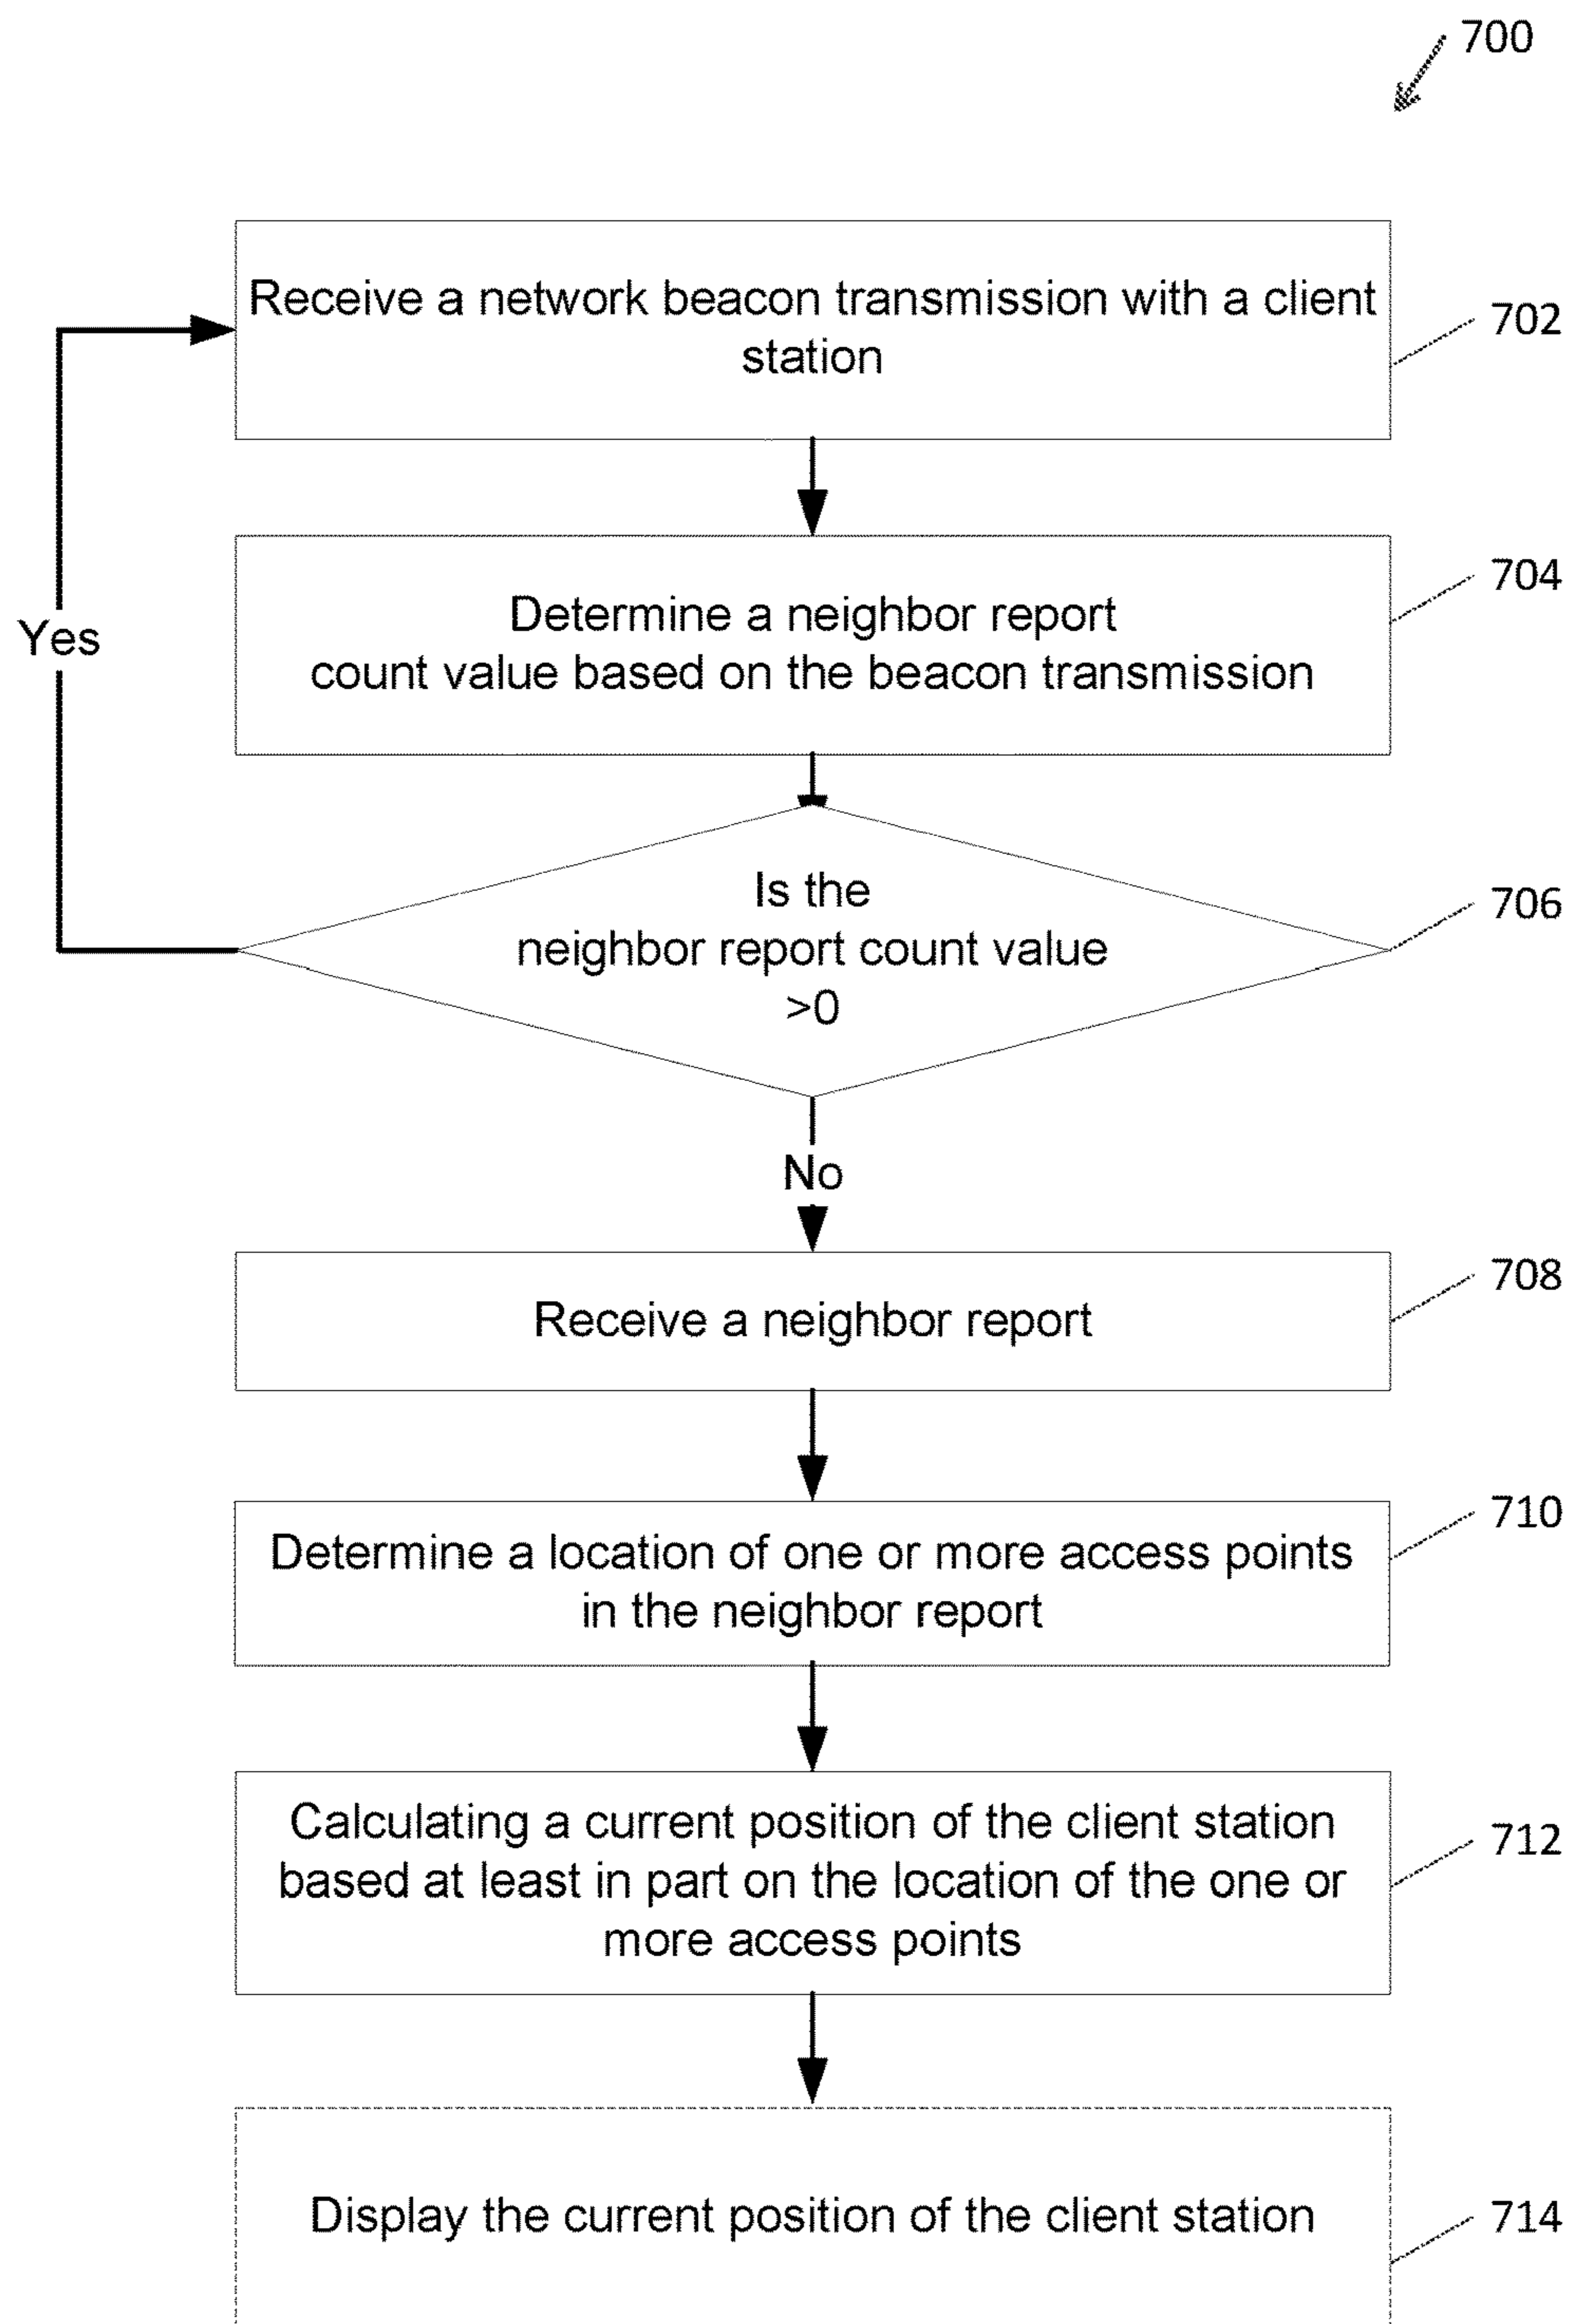 700
Receive a network beacon transmission with a client
station
702
Determine a neighbor report
count value based on the beacon transmission
704
Yes
Is the
neighbor report count value
>0
706
No
Receive a neighbor report
708
Determine a location of one or more access points
in the neighbor report
710
Calculating a current position of the client station
based at least in part on the location of the one or
more access points
712
Display the current position of the client station
714